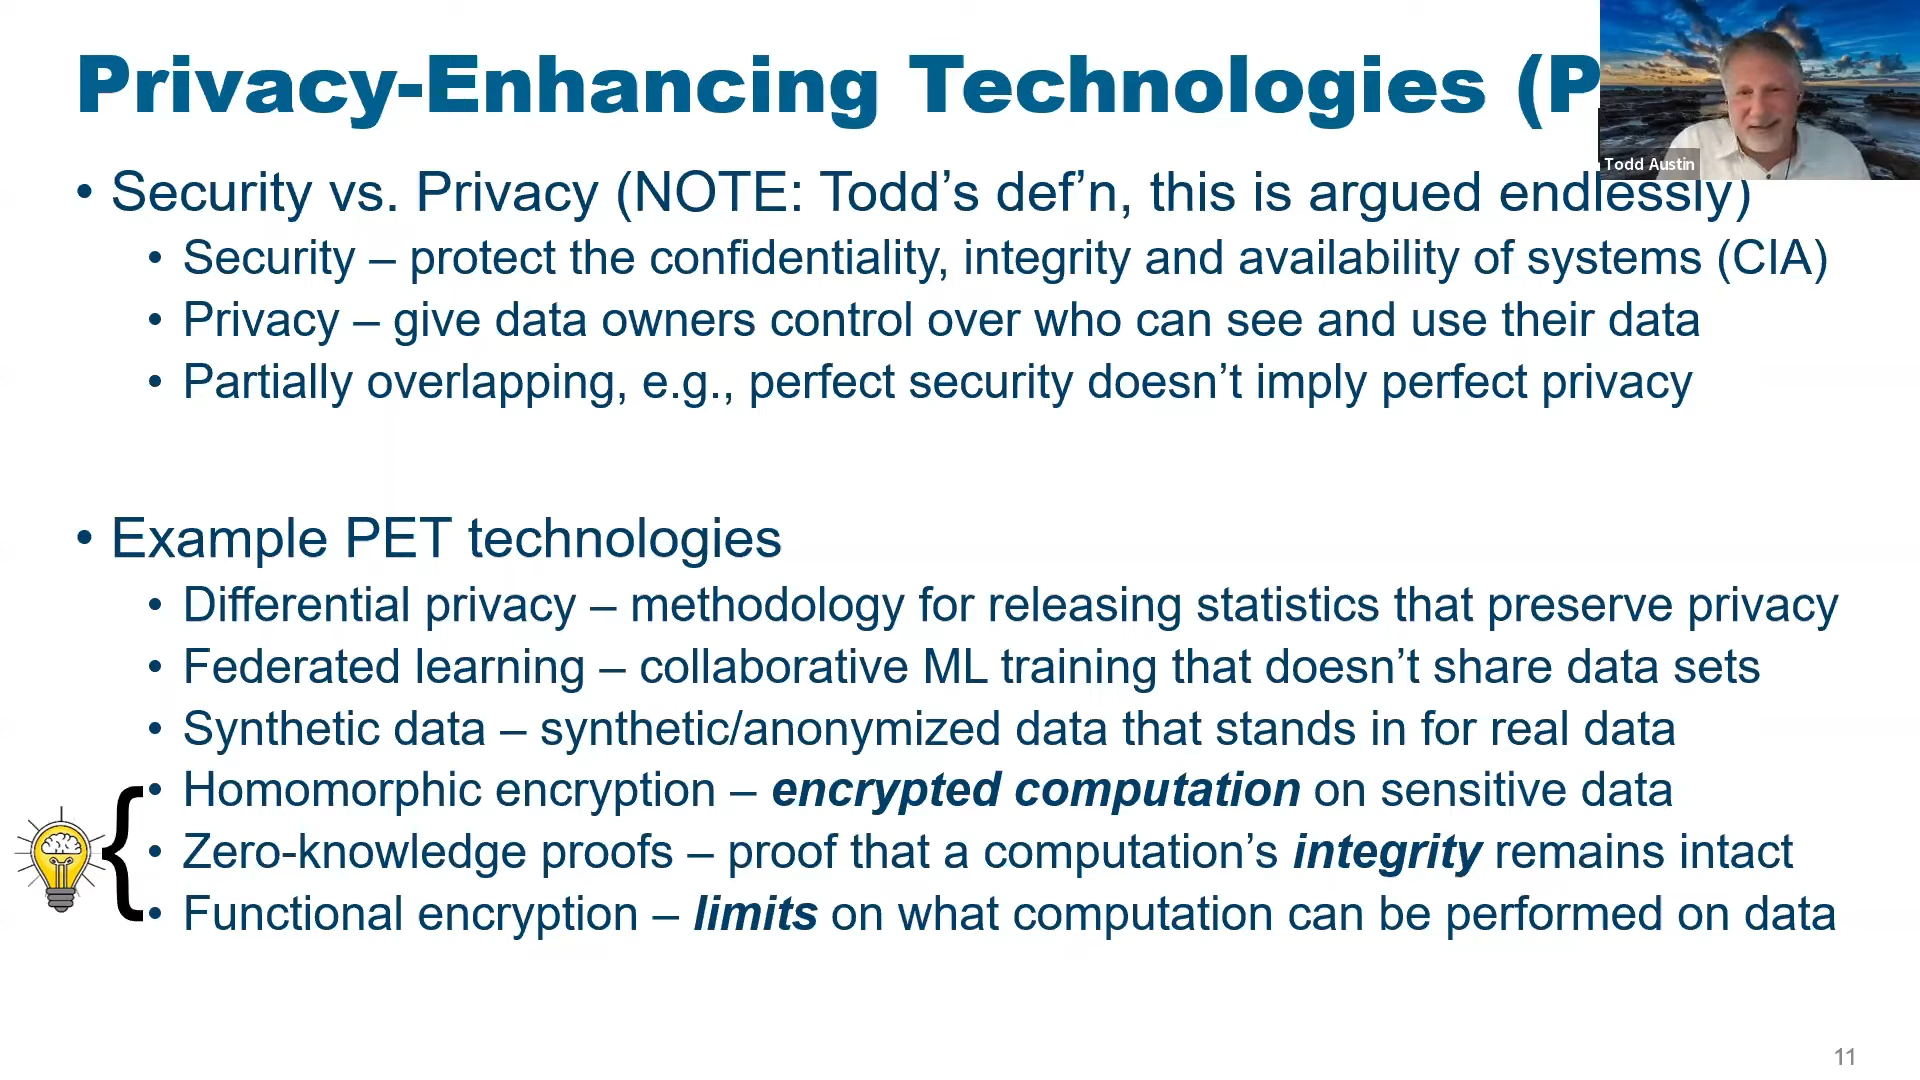 Privacy-Enhancing Technologies (P
Todd Austin
• Security vs. Privacy (NOTE: Todd’s def’n, this is argued endlessly)
• Security – protect the confidentiality, integrity and availability of systems (CIA)
• Privacy – give data owners control over who can see and use their data
• Partially overlapping, e.g., perfect security doesn’t imply perfect privacy
• Example PET technologies
• Differential privacy – methodology for releasing statistics that preserve privacy
• Federated learning – collaborative ML training that doesn’t share data sets
• Synthetic data – synthetic/anonymized data that stands in for real data
• Homomorphic encryption – encrypted computation on sensitive data
• Zero-knowledge proofs – proof that a computation’s integrity remains intact
• Functional encryption – limits on what computation can be performed on data
11